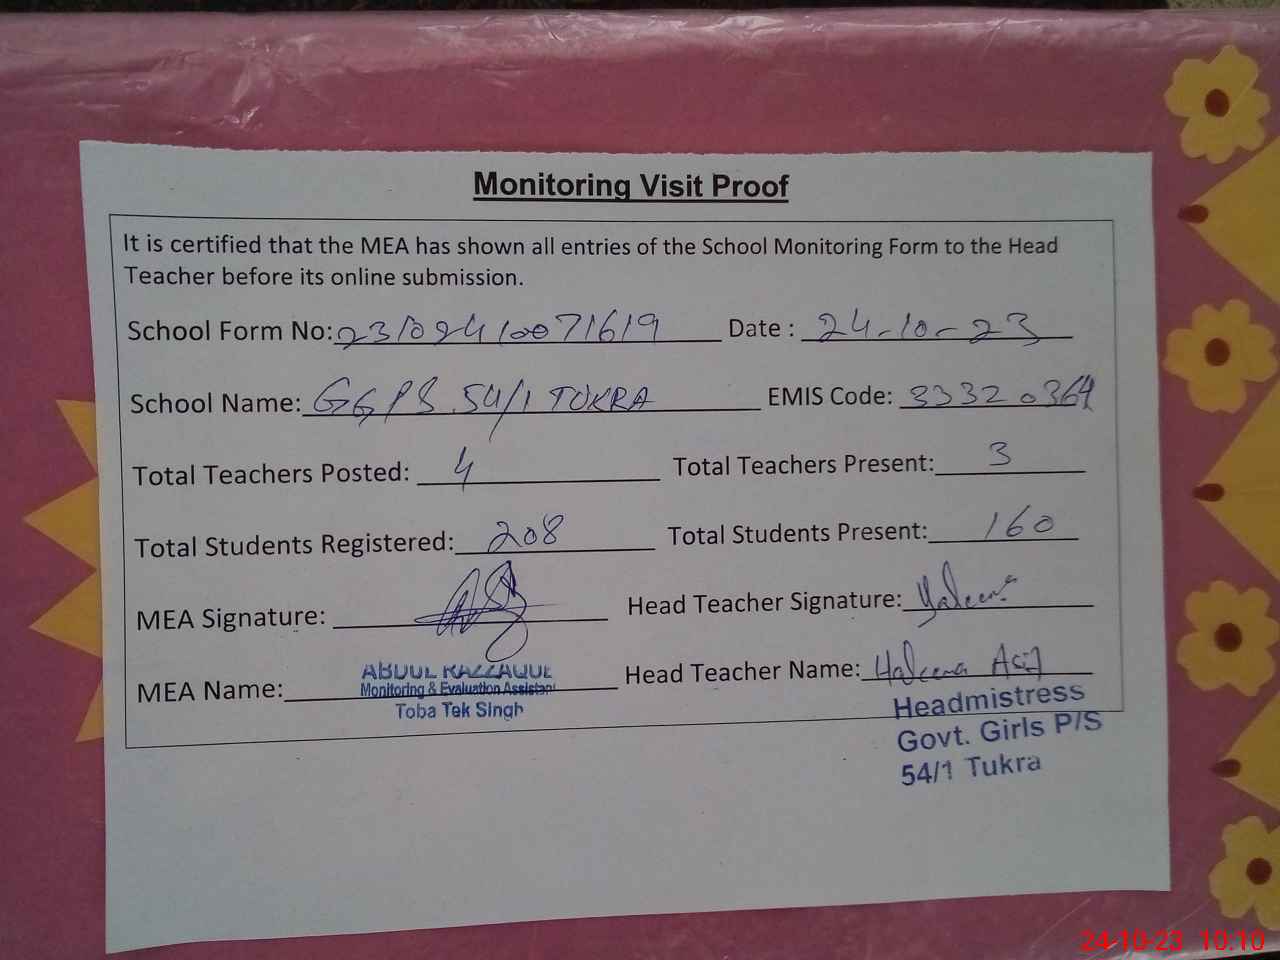 Monitoring Visit Proof
It is certified that the MEA has shown all entries of the School Monitoring Form to the Head
Teacher before its online submission.
School Form No: 23102410071619 Date : 24-10-23
School Name: GGPS 54/1 TUKRA EMIS Code: 33320364
Total Teachers Posted: 4 Total Teachers Present: 3
Total Students Registered: 208 Total Students Present: 160
MEA Signature: Head Teacher Signature: Haleema
MEA Name: ABDUL RAZZAQUE Head Teacher Name: Haleema Asif
Monitoring & Evaluation Assistant
Toba Tek Singh
Headmistress
Govt. Girls P/S
54/1 Tukra
24-10-23 10:10